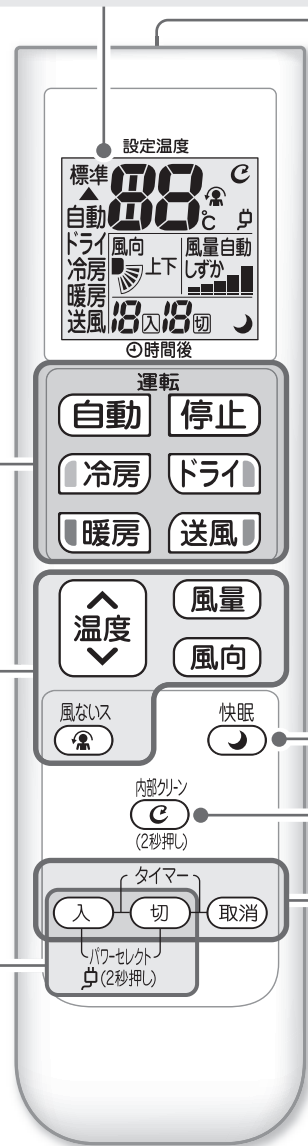 設定温度
標準 88℃
自動
ドライ 風向 風量自動
冷房 上下 しずか
暖房
送風 18入 18切
時間後
運転
自動 停止
冷房 ドライ
暖房 送風
温度 風量
風向
風ないス 快眠
内部クリーン
(2秒押し)
タイマー
入 切 取消
パワーセレクト
(2秒押し)